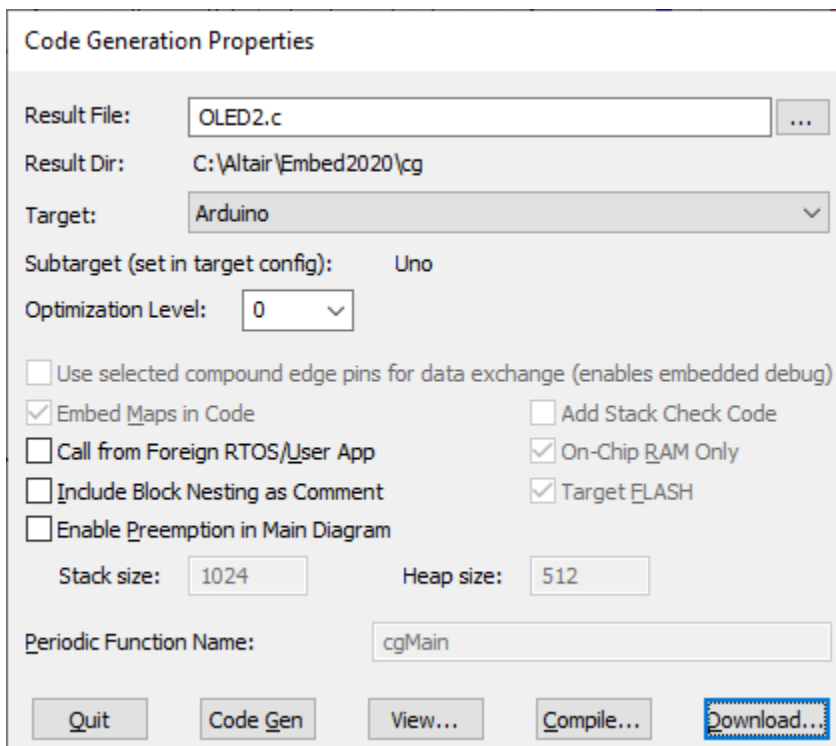 Code Generation Properties
Result File: OLED2.c ...
Result Dir: C:\Altair\Embed2020\cg
Target: Arduino
Subtarget (set in target config): Uno
Optimization Level: 0
Use selected compound edge pins for data exchange (enables embedded debug)
Embed Maps in Code Add Stack Check Code
Call from Foreign RTOS/User App On-Chip RAM Only
Include Block Nesting as Comment Target FLASH
Enable Preemption in Main Diagram
Stack size: 1024 Heap size: 512
Periodic Function Name: cgMain
Quit Code Gen View... Compile... Download...